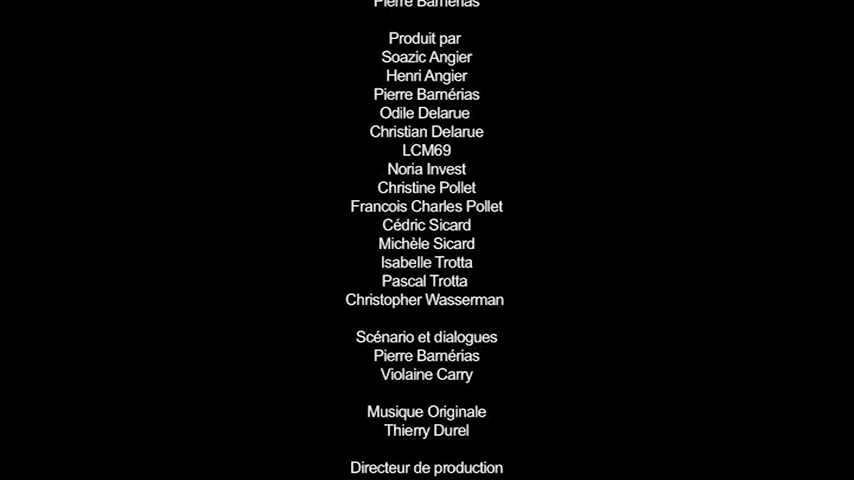 Pierre Barnérias
Produit par
Soazic Angier
Henri Angier
Pierre Barnérias
Odile Delarue
Christian Delarue
LCM69
Noria Invest
Christine Pollet
Francois Charles Pollet
Cédric Sicard
Michèle Sicard
Isabelle Trotta
Pascal Trotta
Christopher Wasserman
Scénario et dialogues
Pierre Barnérias
Violaine Carry
Musique Originale
Thierry Durel
Directeur de production